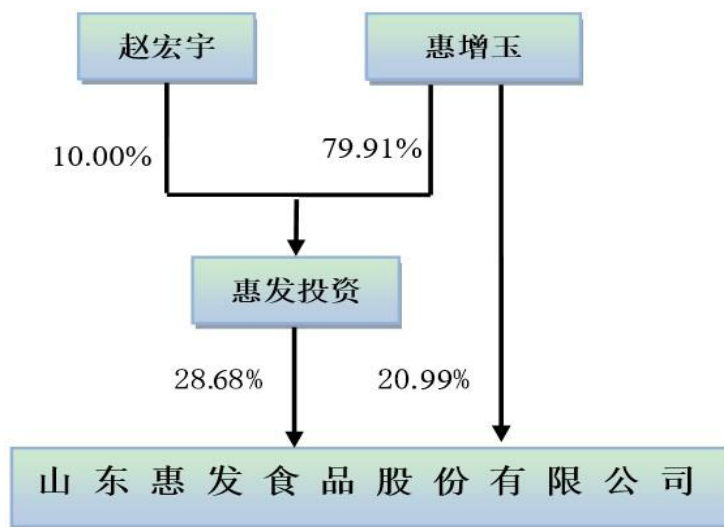 赵宏宇
惠增玉
10.00%
79.91%
惠发投资
28.68%
20.99%
山东惠发食品股份有限公司